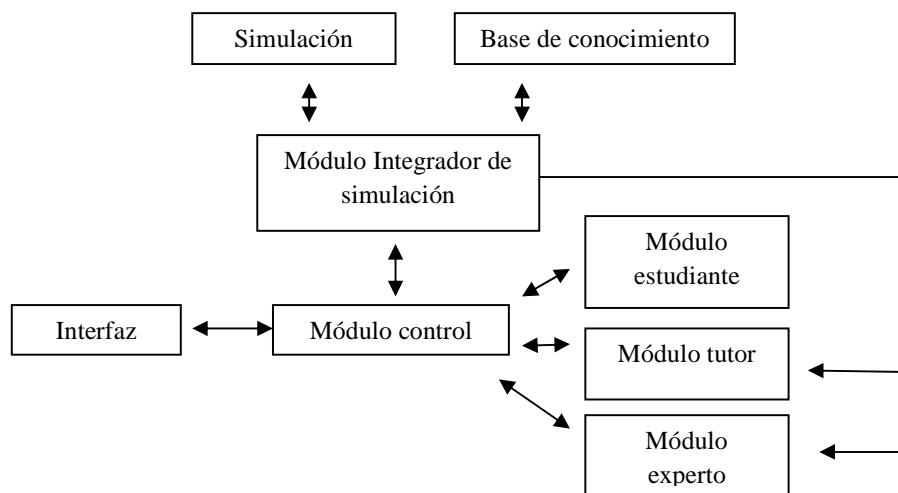 Simulación
Base de conocimiento
Módulo Integrador de
simulación
Módulo
estudiante
Interfaz
Módulo control
Módulo tutor
Módulo
experto